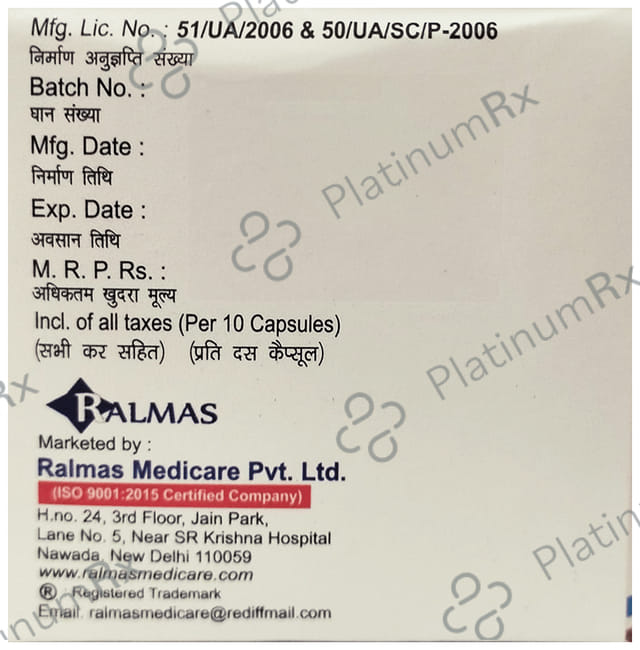 Mfg. Lic. No. : 51/UA/2006 & 50/UA/SC/P-2006
निर्माण अनुज्ञप्ति संख्या
Batch No. :
घान संख्या
Mfg. Date :
निर्माण तिथि
Exp. Date :
अवसान तिथि
M. R. P. Rs. :
अधिकतम खुदरा मूल्य
Incl. of all taxes (Per 10 Capsules)
(सभी कर सहित) (प्रति दस कैप्सूल)
RALMAS
Marketed by :
Ralmas Medicare Pvt. Ltd.
(ISO 9001:2015 Certified Company)
H.no. 24, 3rd Floor, Jain Park,
Lane No. 5, Near SR Krishna Hospital
Nawada, New Delhi 110059
www.ralmasmedicare.com
® : Registered Trademark
Email. ralmasmedicare@rediffmail.com
PlatinumRx
PlatinumRx